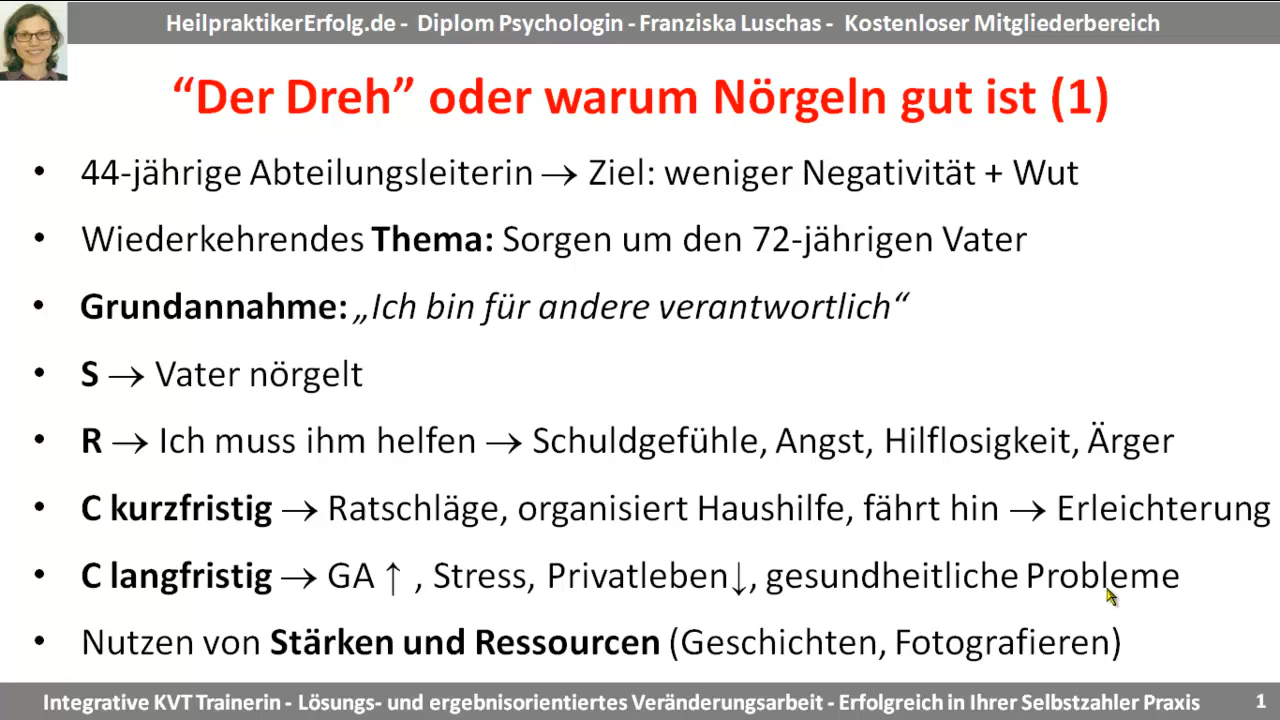 HeilpraktikerErfolg.de - Diplom Psychologin - Franziska Luschas - Kostenloser Mitgliederbereich
“Der Dreh” oder warum Nörgeln gut ist (1)
• 44-jährige Abteilungsleiterin → Ziel: weniger Negativität + Wut
• Wiederkehrendes Thema: Sorgen um den 72-jährigen Vater
• Grundannahme: „Ich bin für andere verantwortlich“
• S → Vater nörgelt
• R → Ich muss ihm helfen → Schuldgefühle, Angst, Hilflosigkeit, Ärger
• C kurzfristig → Ratschläge, organisiert Haushilfe, fährt hin → Erleichterung
• C langfristig → GA ↑ , Stress, Privatleben↓, gesundheitliche Probleme
• Nutzen von Stärken und Ressourcen (Geschichten, Fotografieren)
Integrative KVT Trainerin - Lösungs- und ergebnisorientiertes Veränderungsarbeit - Erfolgreich in Ihrer Selbstzahler Praxis 1